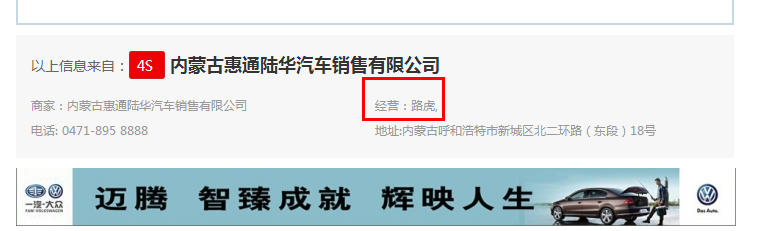 以上信息来自： 4S 内蒙古惠通陆华汽车销售有限公司
商家：内蒙古惠通陆华汽车销售有限公司 经营：路虎,
电话: 0471-895 8888 地址:内蒙古呼和浩特市新城区北二环路（东段）18号
一汽-大众
FAW-VOLKSWAGEN
迈腾 智臻成就 辉映人生
Das Auto.